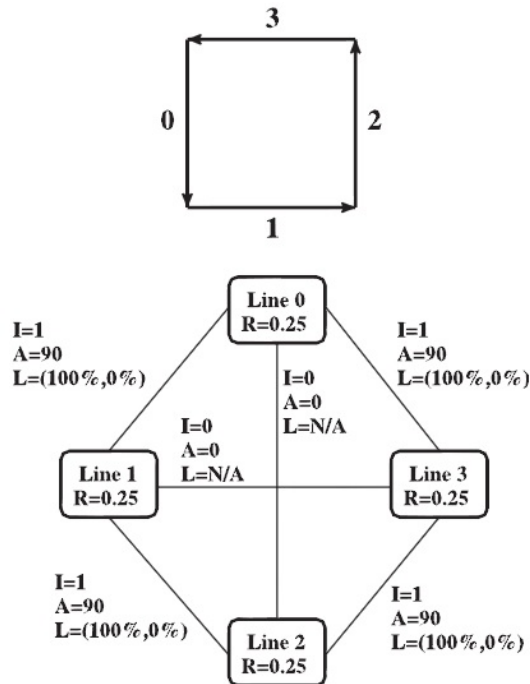 3
0
2
1
Line 0
R=0.25
I=1
A=90
L=(100%,0%)
I=1
A=90
L=(100%,0%)
I=0
A=0
L=N/A
I=0
A=0
L=N/A
Line 1
R=0.25
Line 3
R=0.25
I=1
A=90
L=(100%,0%)
I=1
A=90
L=(100%,0%)
Line 2
R=0.25